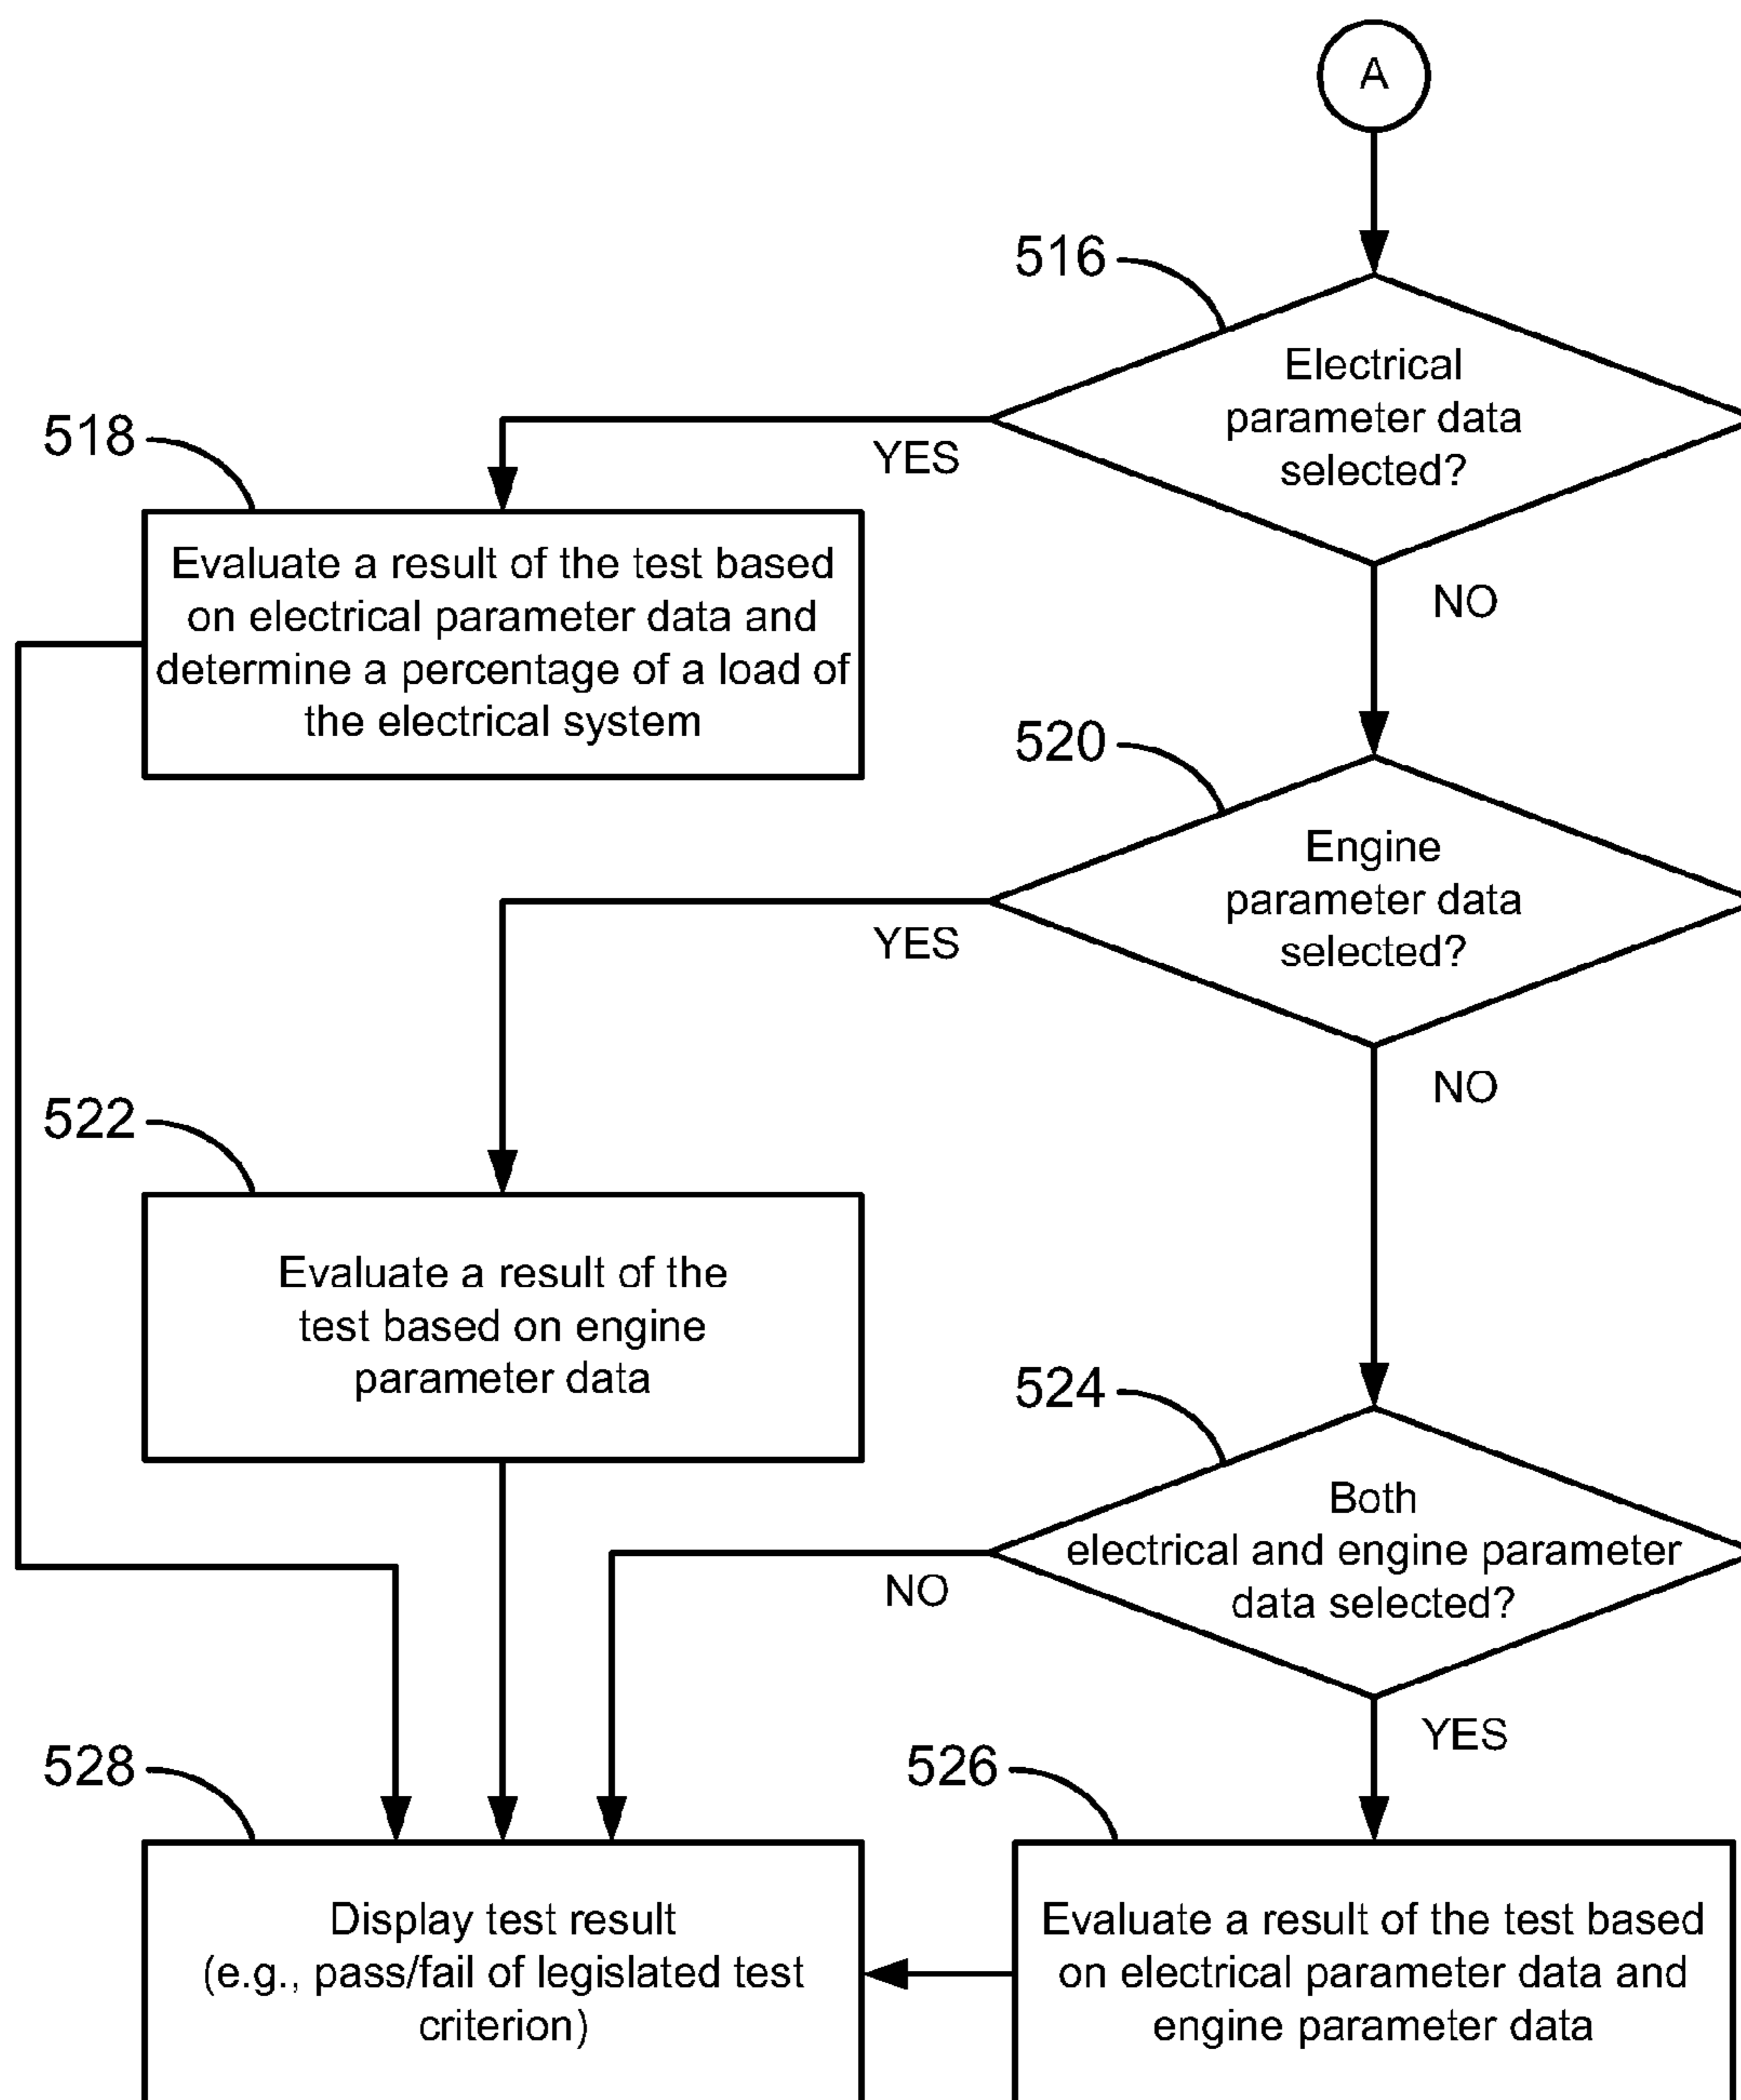 A
516
Electrical
parameter data
selected?
YES
NO
518
Evaluate a result of the test based
on electrical parameter data and
determine a percentage of a load of
the electrical system
520
Engine
parameter data
selected?
YES
NO
522
Evaluate a result of the
test based on engine
parameter data
524
Both
electrical and engine parameter
data selected?
NO
YES
528
Display test result
(e.g., pass/fail of legislated test
criterion)
526
Evaluate a result of the test based
on electrical parameter data and
engine parameter data